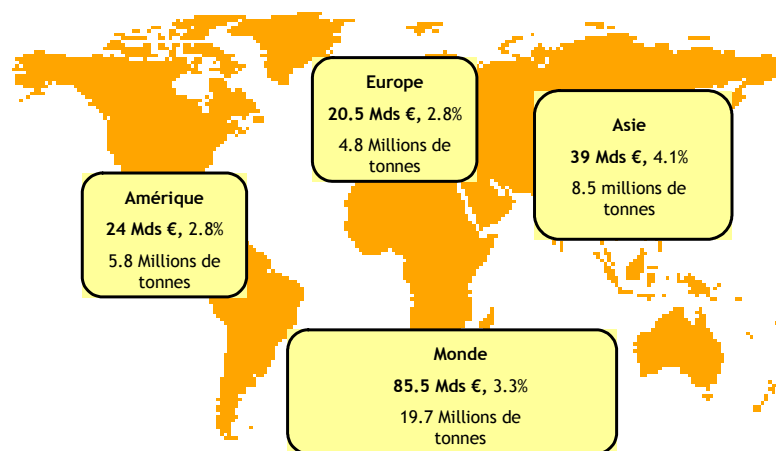 Europe
20.5 Mds €, 2.8%
4.8 Millions de
tonnes
Asie
39 Mds €, 4.1%
8.5 millions de
tonnes
Amérique
24 Mds €, 2.8%
5.8 Millions de
tonnes
Monde
85.5 Mds €, 3.3%
19.7 Millions de
tonnes